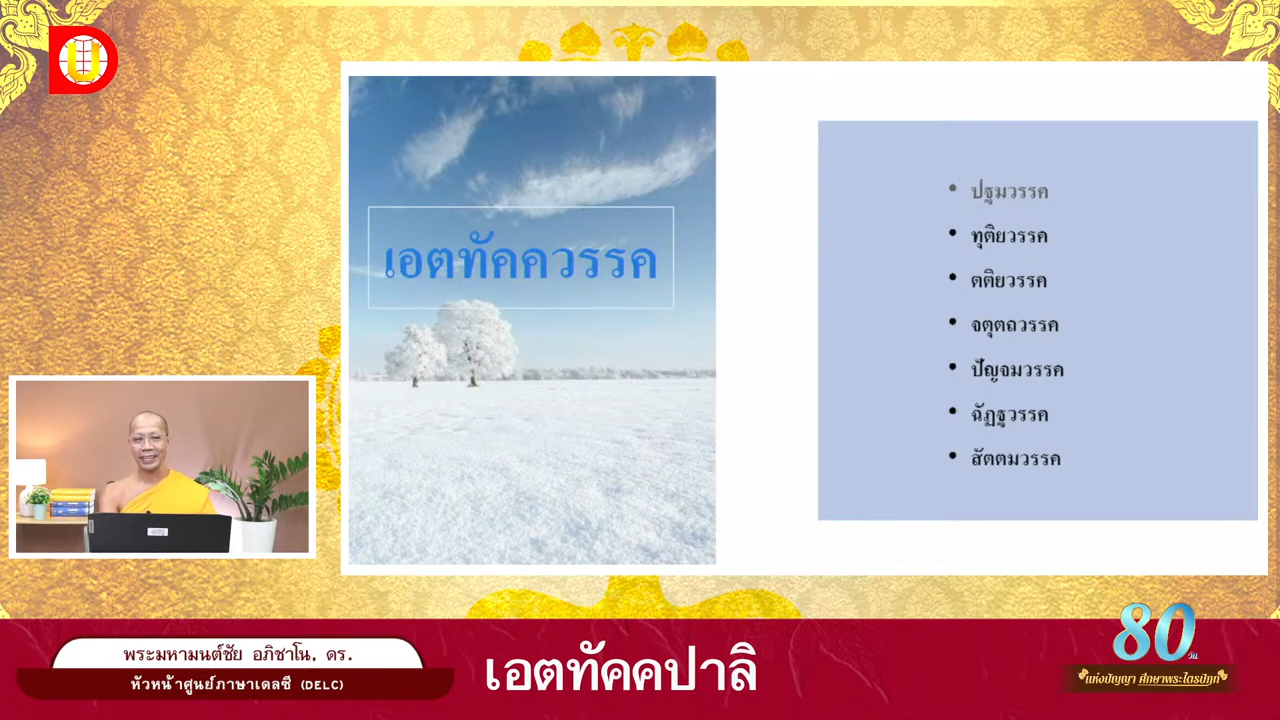 U
เอตทัคควรรค
• ปฐมวรรค
• ทุติยวรรค
• ตติยวรรค
• จตุตถวรรค
• ปัญจมวรรค
• ฉัฏฐวรรค
• สัตตมวรรค
พระมหามนต์ชัย อภิชาโน, ดร.
หัวหน้าศูนย์ภาษาเดลซี (DELC)
เอตทัคคปาลิ
80
วัน
แห่งปัญญา ศึกษาพระไตรปิฎก